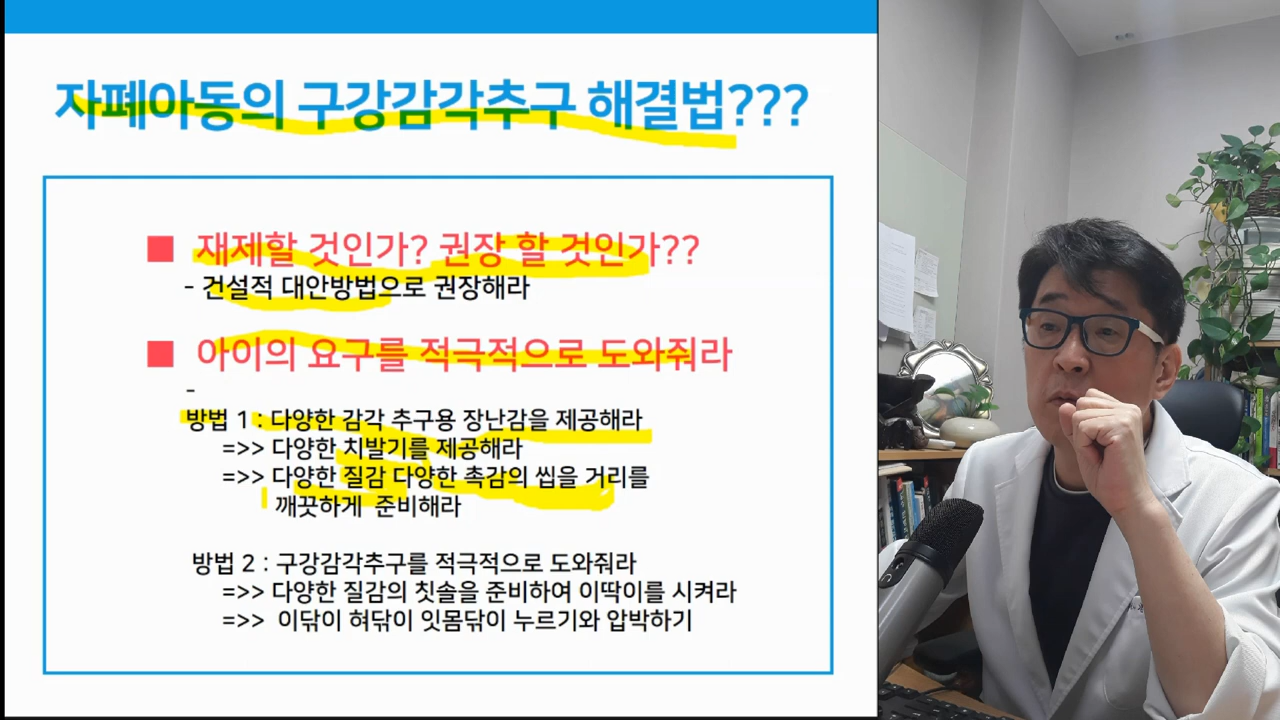 자폐아동의 구강감각추구 해결법???
■ 재제할 것인가? 권장 할 것인가??
- 건설적 대안방법으로 권장해라
■ 아이의 요구를 적극적으로 도와줘라
-
방법 1 : 다양한 감각 추구용 장난감을 제공해라
=>> 다양한 치발기를 제공해라
=>> 다양한 질감 다양한 촉감의 씹을 거리를
깨끗하게 준비해라
방법 2 : 구강감각추구를 적극적으로 도와줘라
=>> 다양한 질감의 칫솔을 준비하여 이딱이를 시켜라
=>> 이닦이 혀닦이 잇몸닦이 누르기와 압박하기